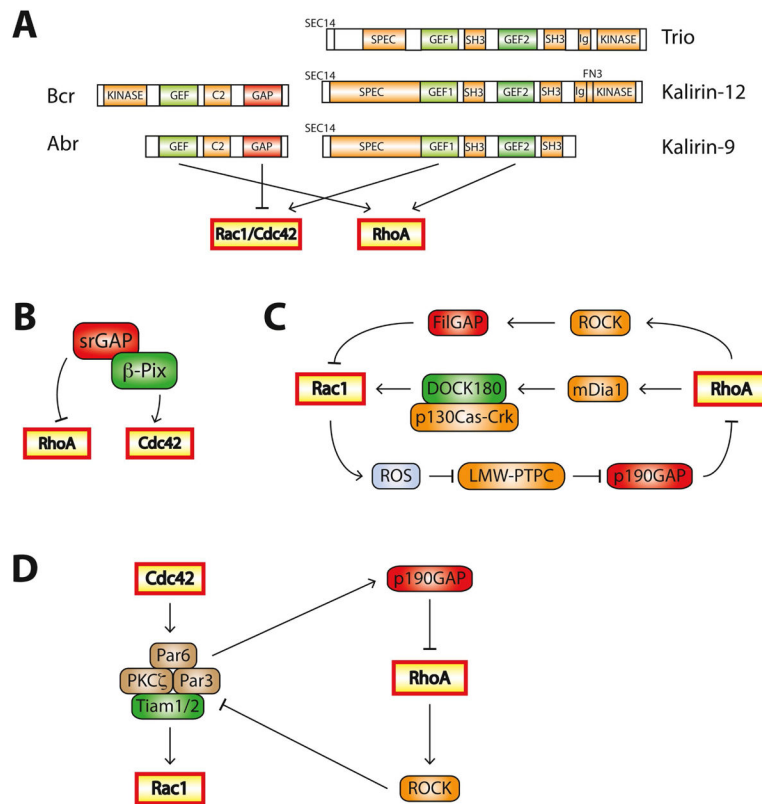 A
SEC14
SPEC GEF1 SH3 GEF2 SH3 Ig KINASE
Trio
Bcr
KINASE GEF C2 GAP
SEC14
FN3
SPEC GEF1 SH3 GEF2 SH3 Ig KINASE
Kalirin-12
Abr
GEF C2 GAP
SEC14
SPEC GEF1 SH3 GEF2 SH3
Kalirin-9
Rac1/Cdc42 RhoA
B
srGAP
β-Pix
RhoA Cdc42
C
FilGAP ROCK
Rac1 DOCK180 mDia1 RhoA
p130Cas-Crk
ROS LMW-PTPC p190GAP
D
Cdc42 p190GAP
Par6
PKCζ Par3
Tiam1/2
RhoA
Rac1 ROCK